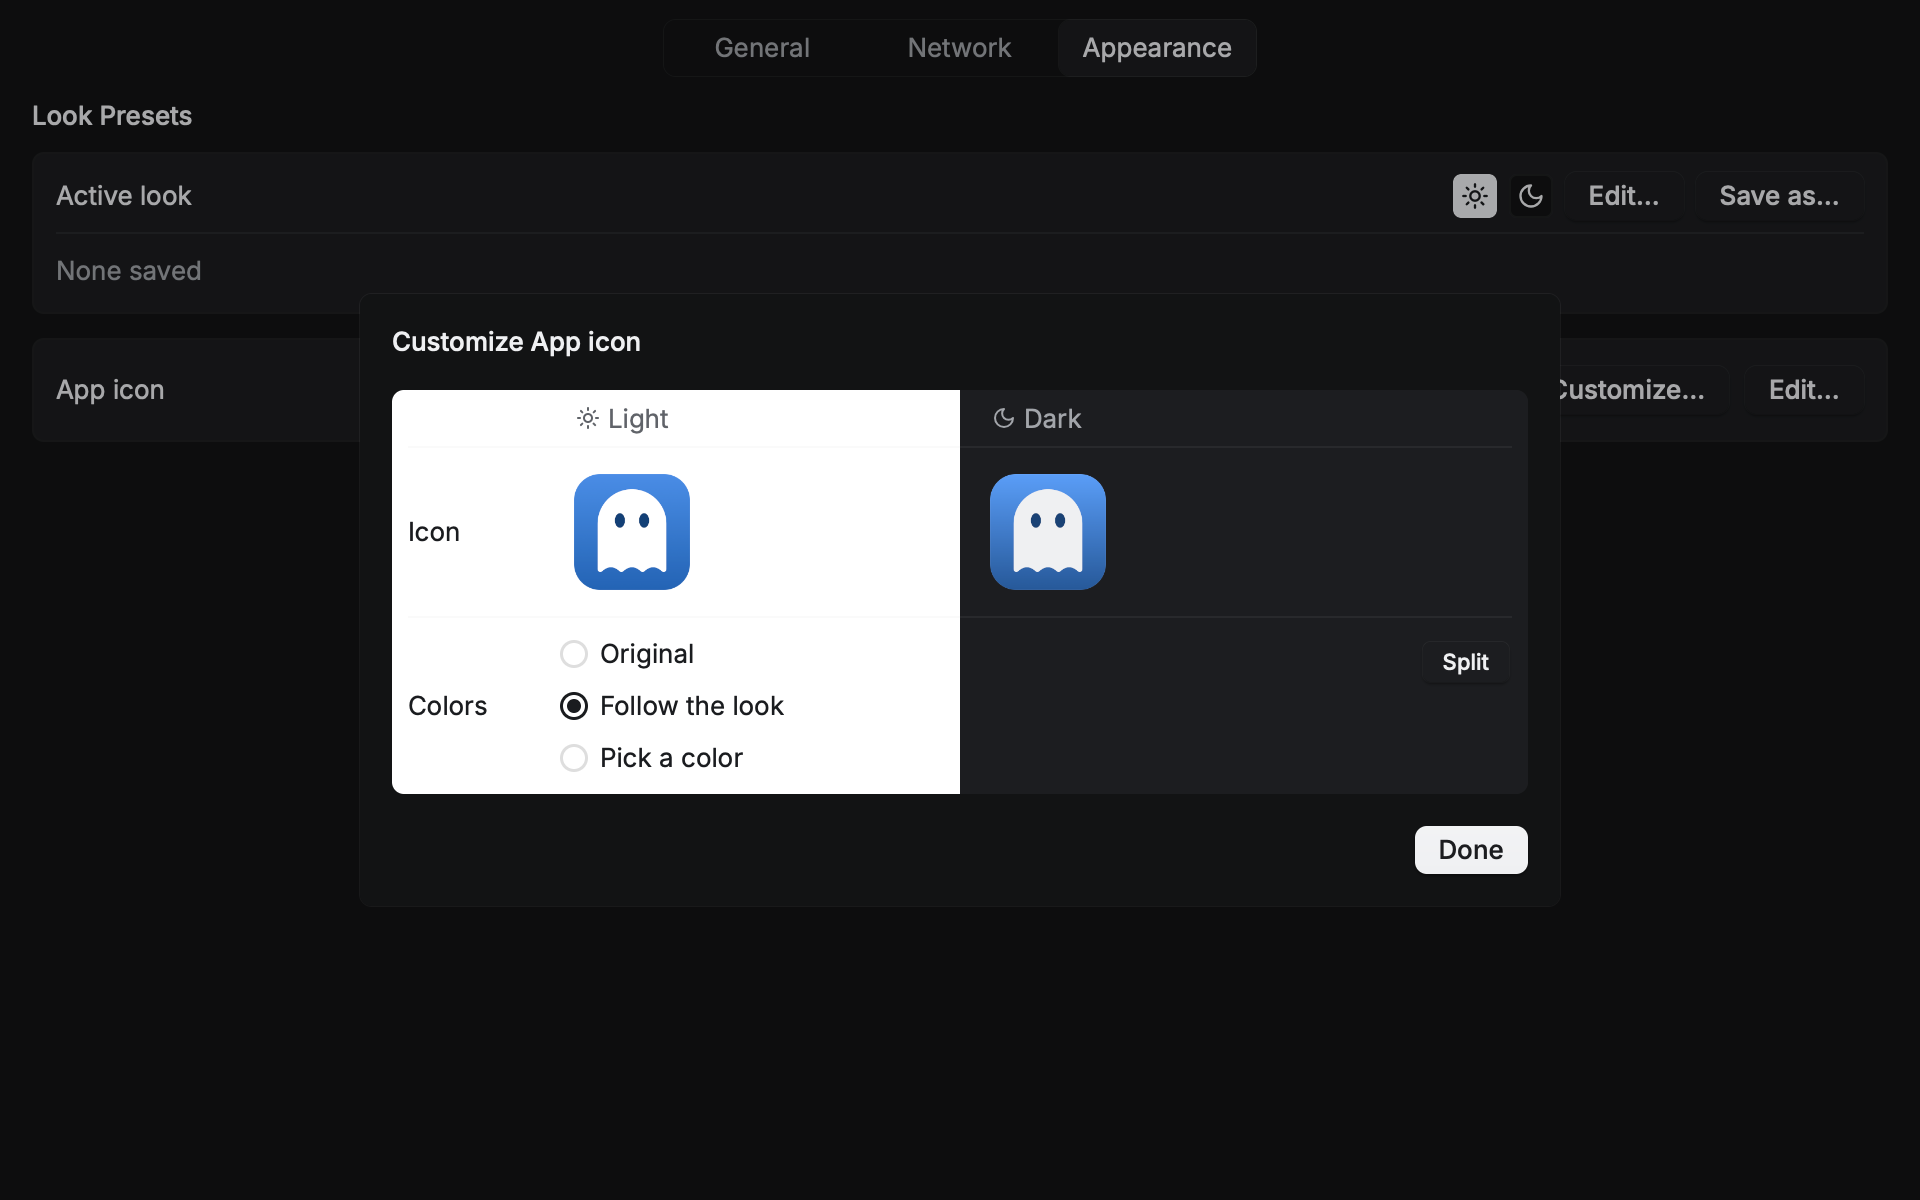 General
Network
Appearance
Look Presets
Active look
Edit...
Save as...
None saved
Customize App icon
App icon
Customize...
Edit...
Light
Dark
Icon
Original
Split
Colors
Follow the look
Pick a color
Done